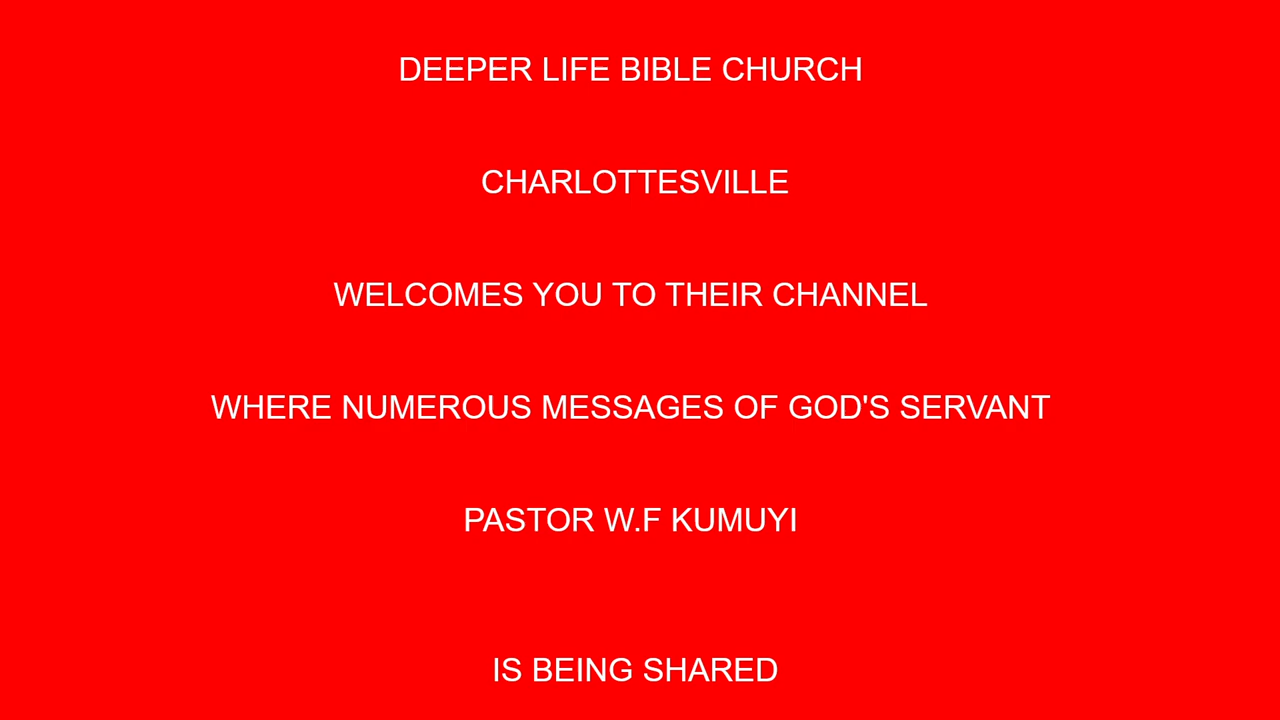 DEEPER LIFE BIBLE CHURCH
CHARLOTTESVILLE
WELCOMES YOU TO THEIR CHANNEL
WHERE NUMEROUS MESSAGES OF GOD'S SERVANT
PASTOR W.F KUMUYI
IS BEING SHARED